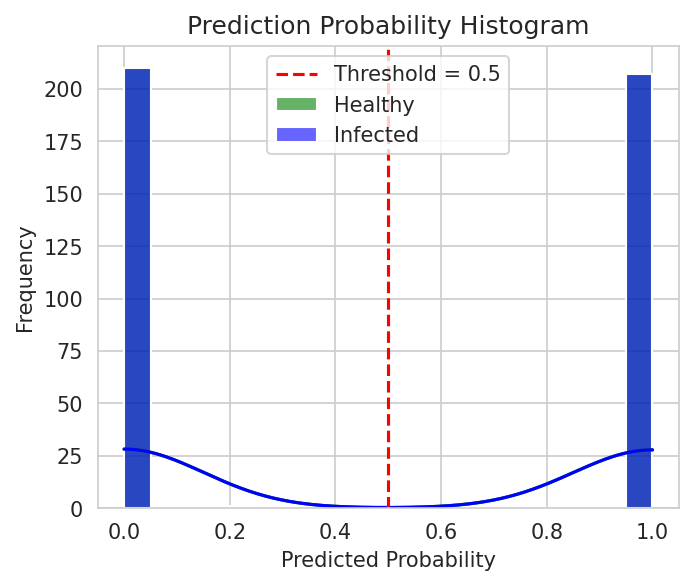 Prediction Probability Histogram
Threshold = 0.5
Healthy
Infected
200
175
150
125
100
75
50
25
0
Frequency
0.0 0.2 0.4 0.6 0.8 1.0
Predicted Probability